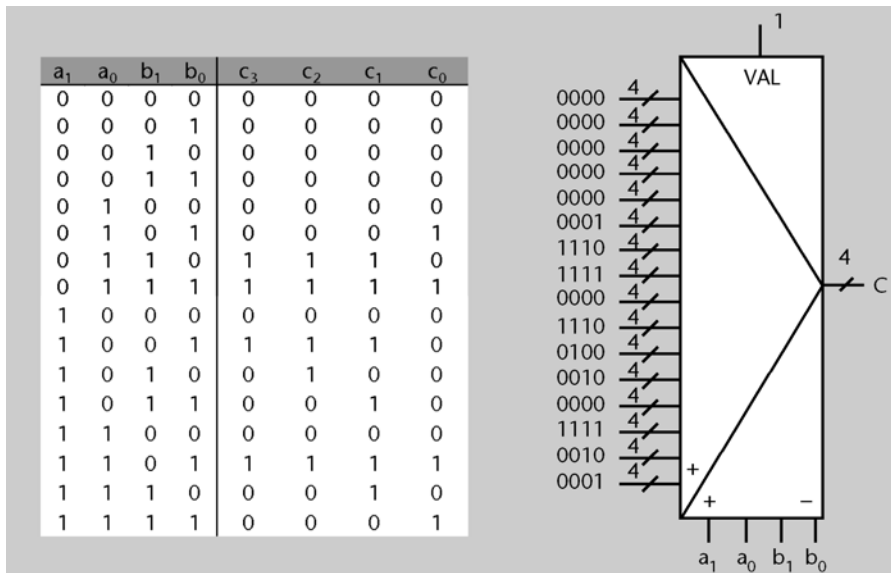 a₁ a₀ b₁ b₀ c₃ c₂ c₁ c₀
0 0 0 0 0 0 0 0
0 0 0 1 0 0 0 0
0 0 1 0 0 0 0 0
0 0 1 1 0 0 0 0
0 1 0 0 0 0 0 0
0 1 0 1 0 0 0 1
0 1 1 0 1 1 1 0
0 1 1 1 1 1 1 1
1 0 0 0 0 0 0 0
1 0 0 1 1 1 1 0
1 0 1 0 0 1 0 0
1 0 1 1 0 0 1 0
1 1 0 0 0 0 0 0
1 1 0 1 1 1 1 1
1 1 1 0 0 0 1 0
1 1 1 1 0 0 0 1
1
VAL
0000 4
0000 4
0000 4
0000 4
0000 4
0001 4
1110 4
1111 4
0000 4
1110 4
0100 4
0010 4
0000 4
1111 4
0010 4
0001 4
4
C
+
+ −
a₁ a₀ b₁ b₀